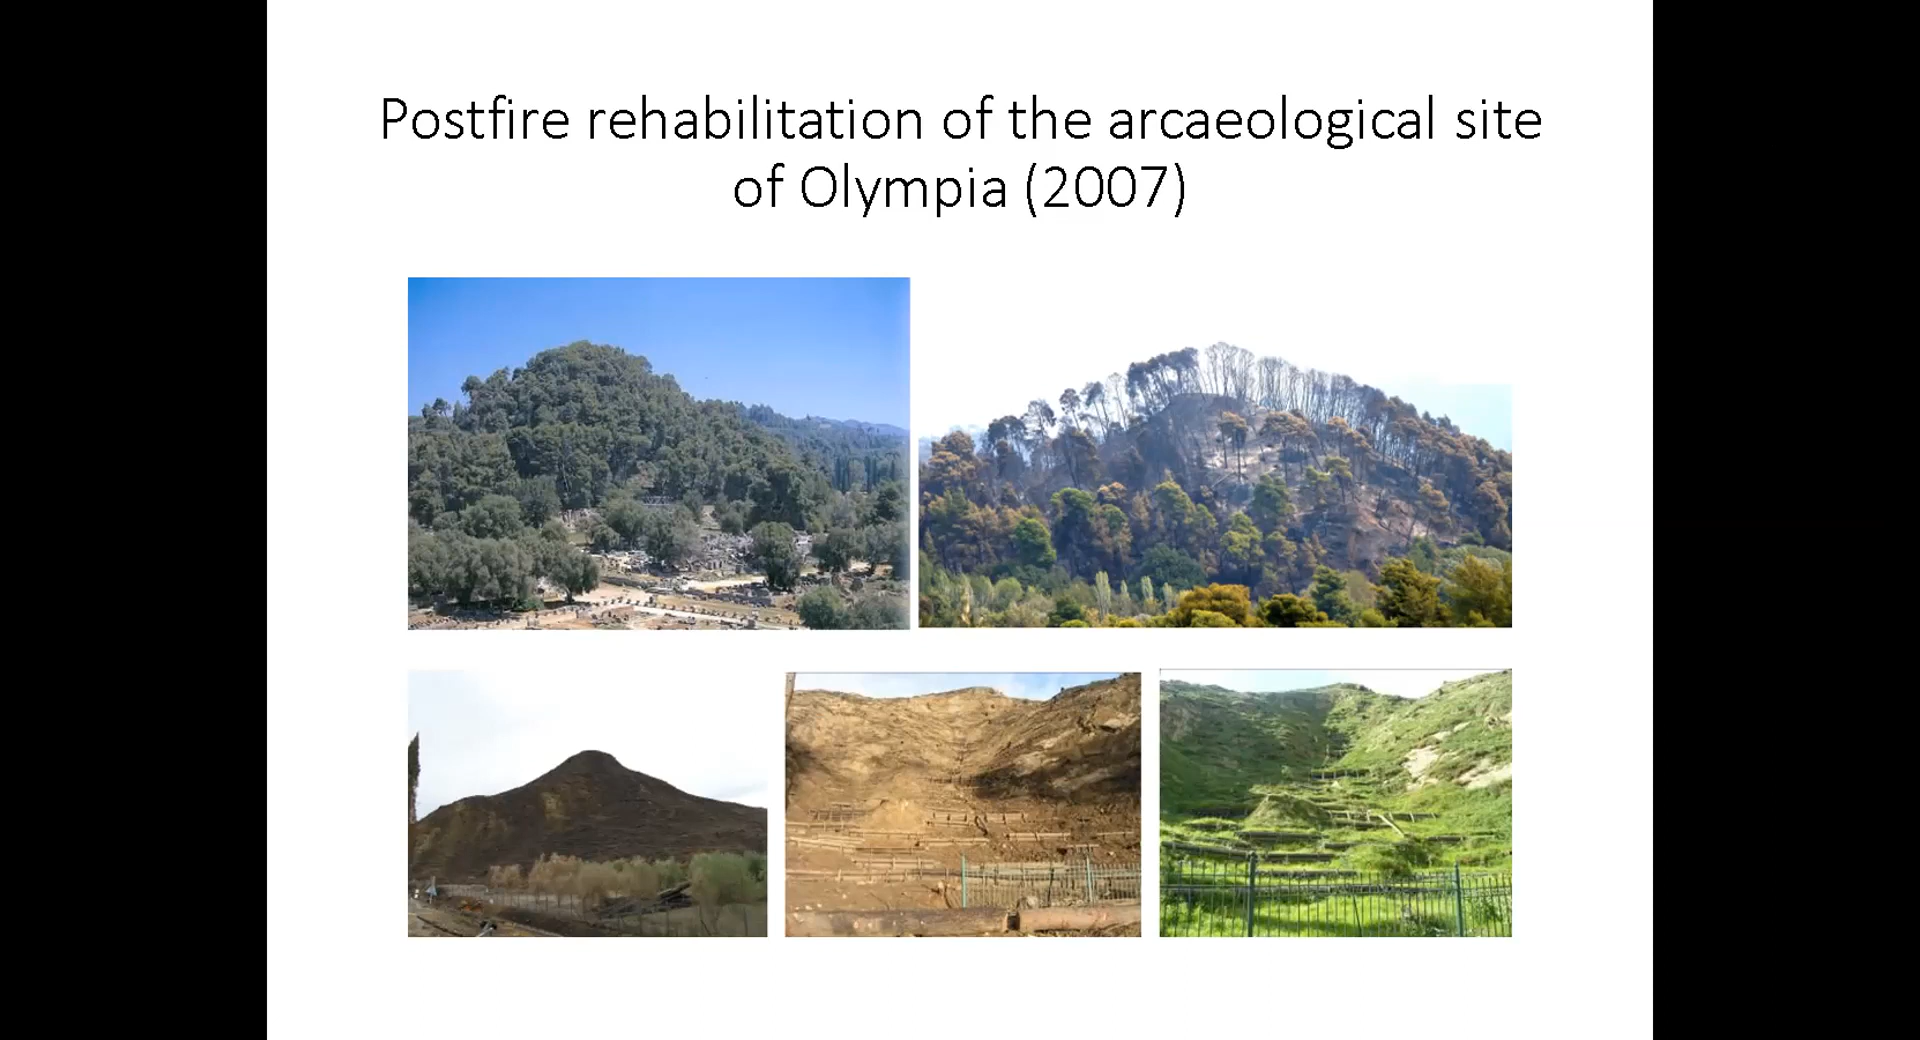 Postfire rehabilitation of the arcaeological site
of Olympia (2007)